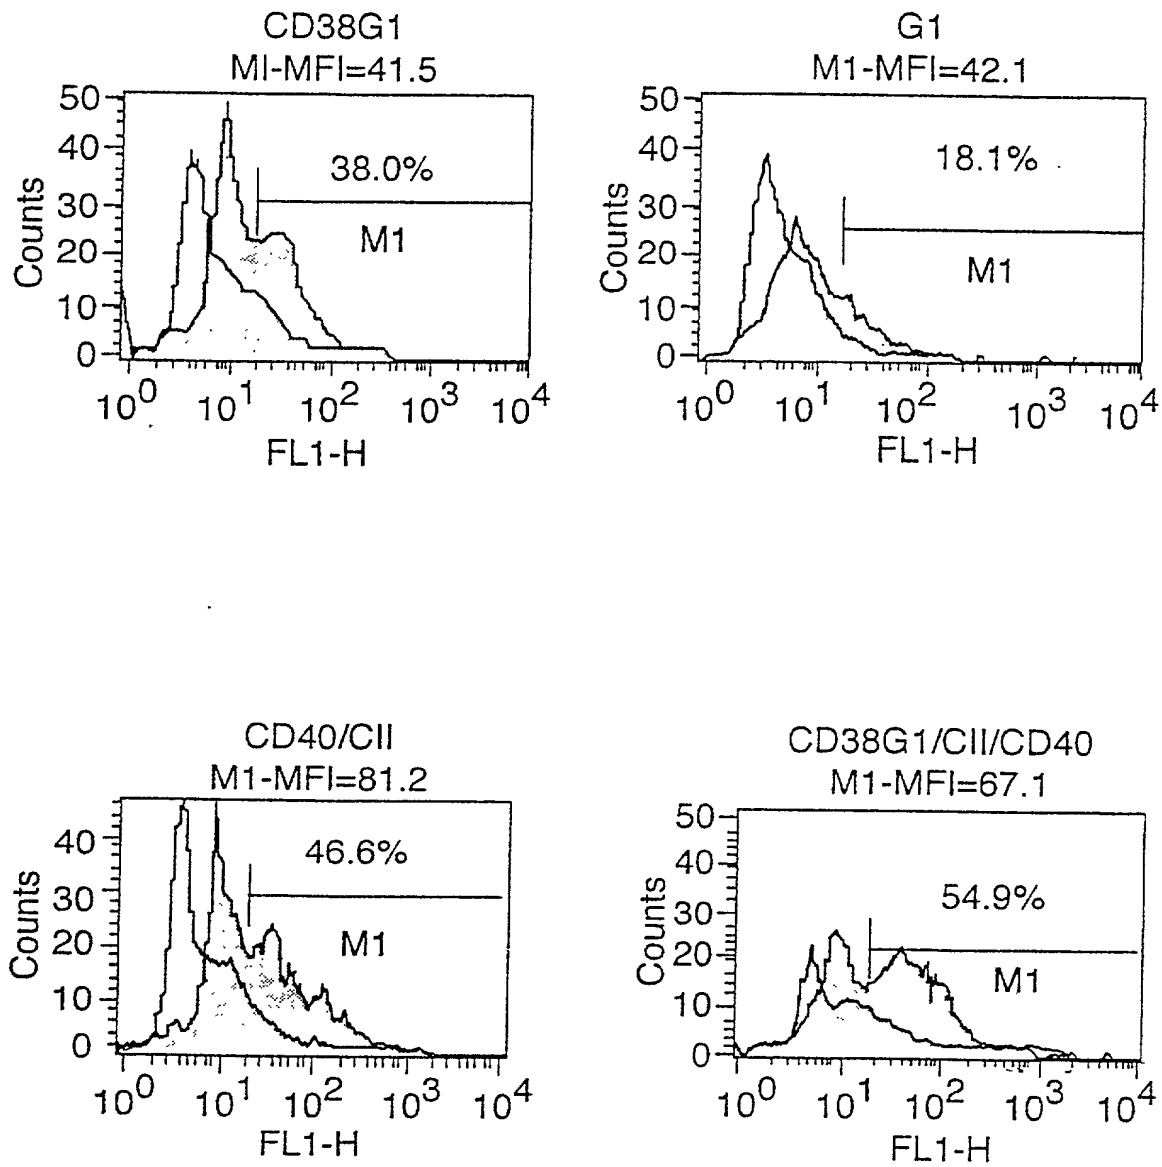 CD38G1
MI-MFI=41.5
50
40
30
20
10
0
Counts
38.0%
M1
10^0 10^1 10^2 10^3 10^4
FL1-H
G1
M1-MFI=42.1
50
40
30
20
10
0
Counts
18.1%
M1
10^0 10^1 10^2 10^3 10^4
FL1-H
CD40/CII
M1-MFI=81.2
40
30
20
10
0
Counts
46.6%
M1
10^0 10^1 10^2 10^3 10^4
FL1-H
CD38G1/CII/CD40
M1-MFI=67.1
50
40
30
20
10
0
Counts
54.9%
M1
10^0 10^1 10^2 10^3 10^4
FL1-H